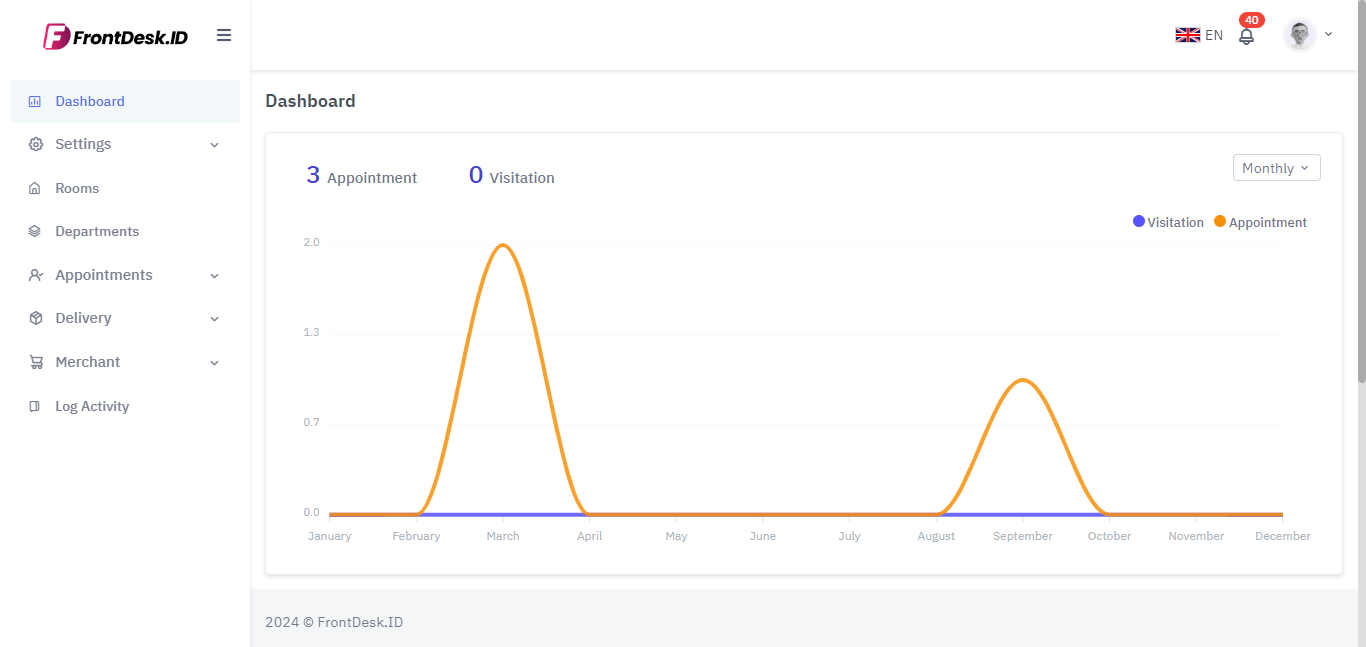 FrontDesk.ID
EN
40
Dashboard
Settings
Rooms
Departments
Appointments
Delivery
Merchant
Log Activity
Dashboard
3 Appointment
0 Visitation
Monthly
Visitation Appointment
2.0
1.3
0.7
0.0
January February March April May June July August September October November December
2024 © FrontDesk.ID